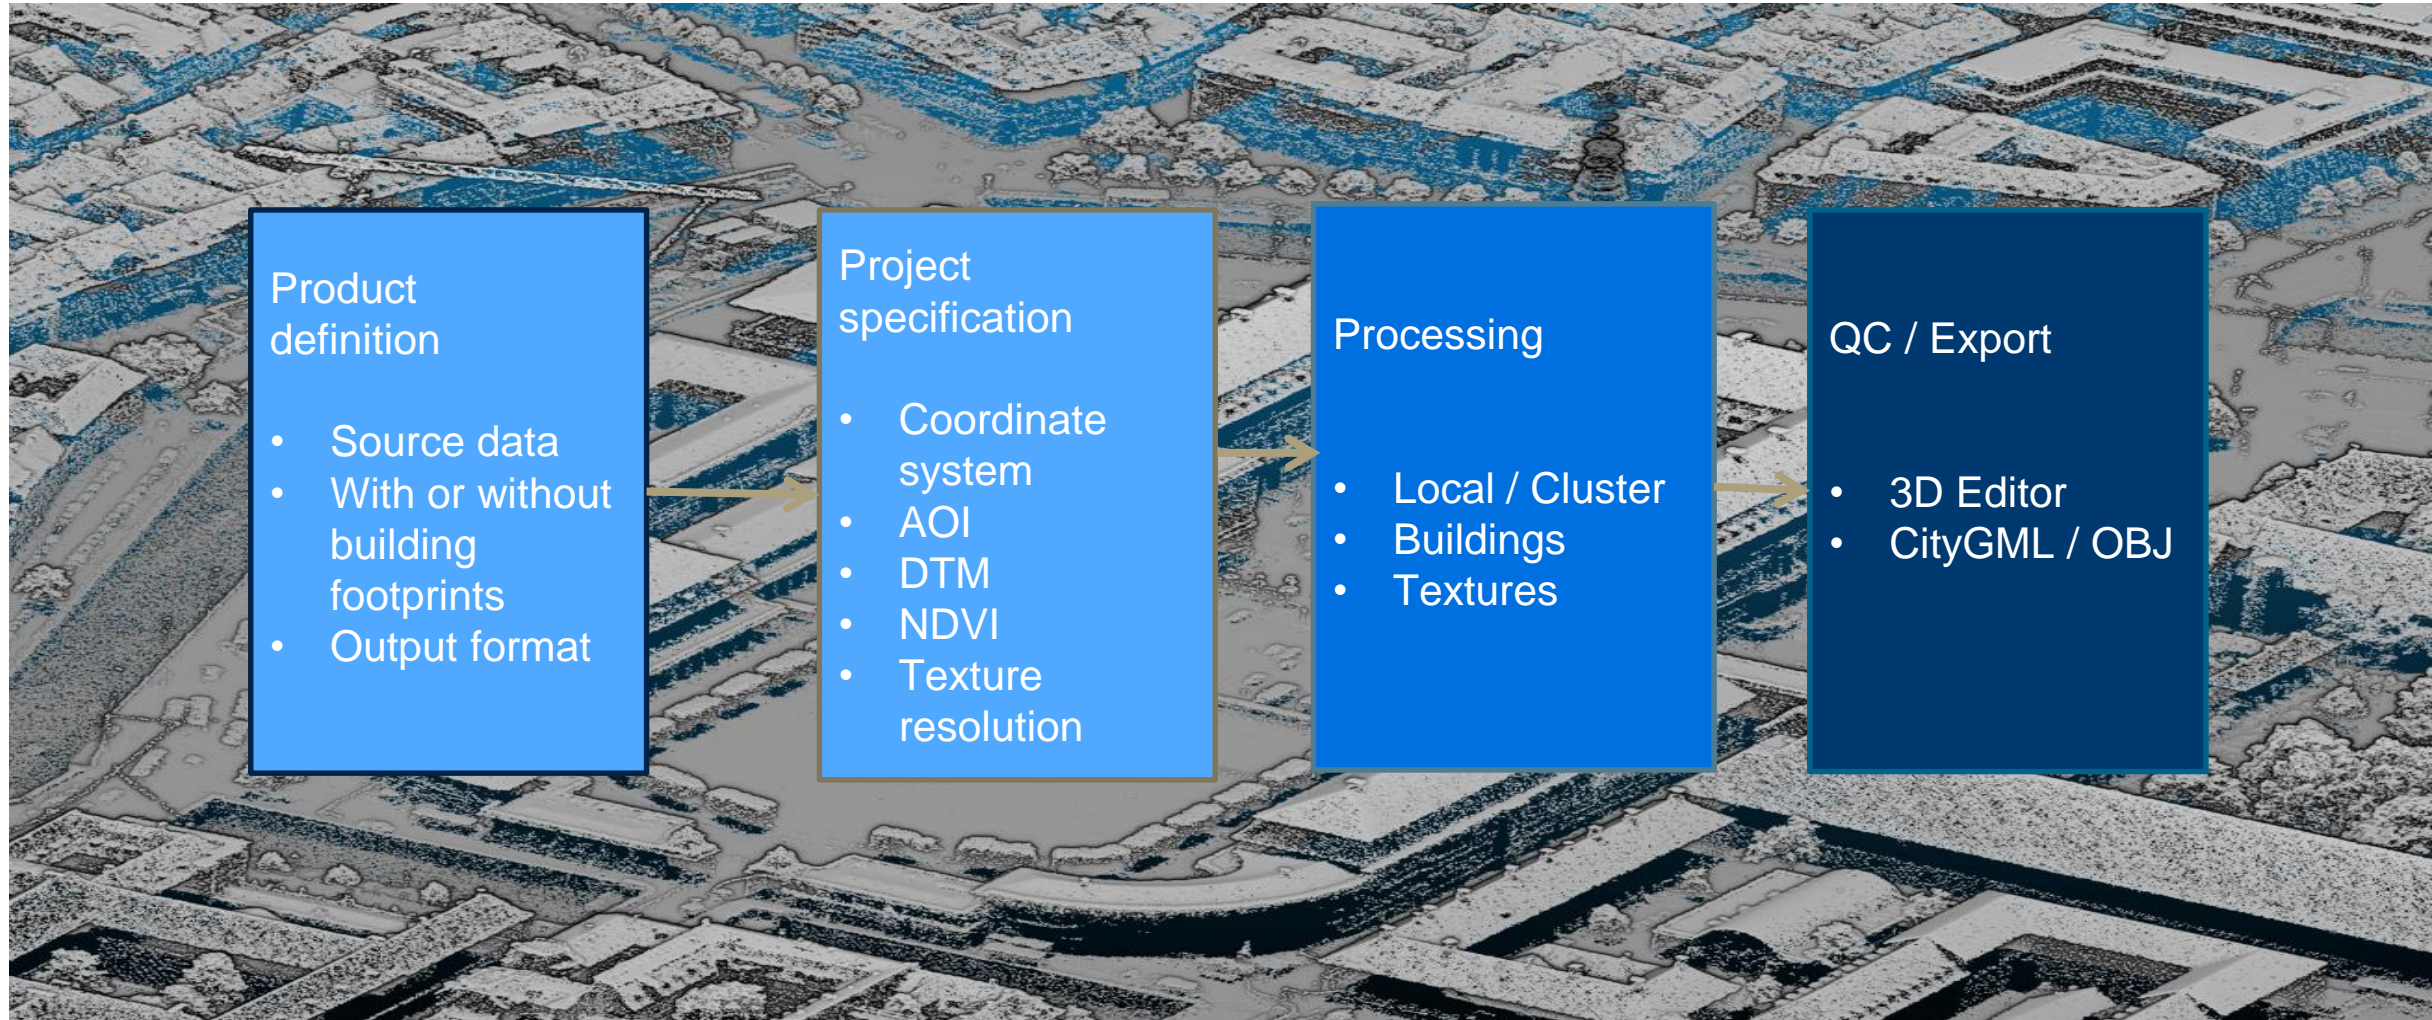 Product
definition
• Source data
• With or without
building
footprints
• Output format
Project
specification
• Coordinate
system
• AOI
• DTM
• NDVI
• Texture
resolution
Processing
• Local / Cluster
• Buildings
• Textures
QC / Export
• 3D Editor
• CityGML / OBJ